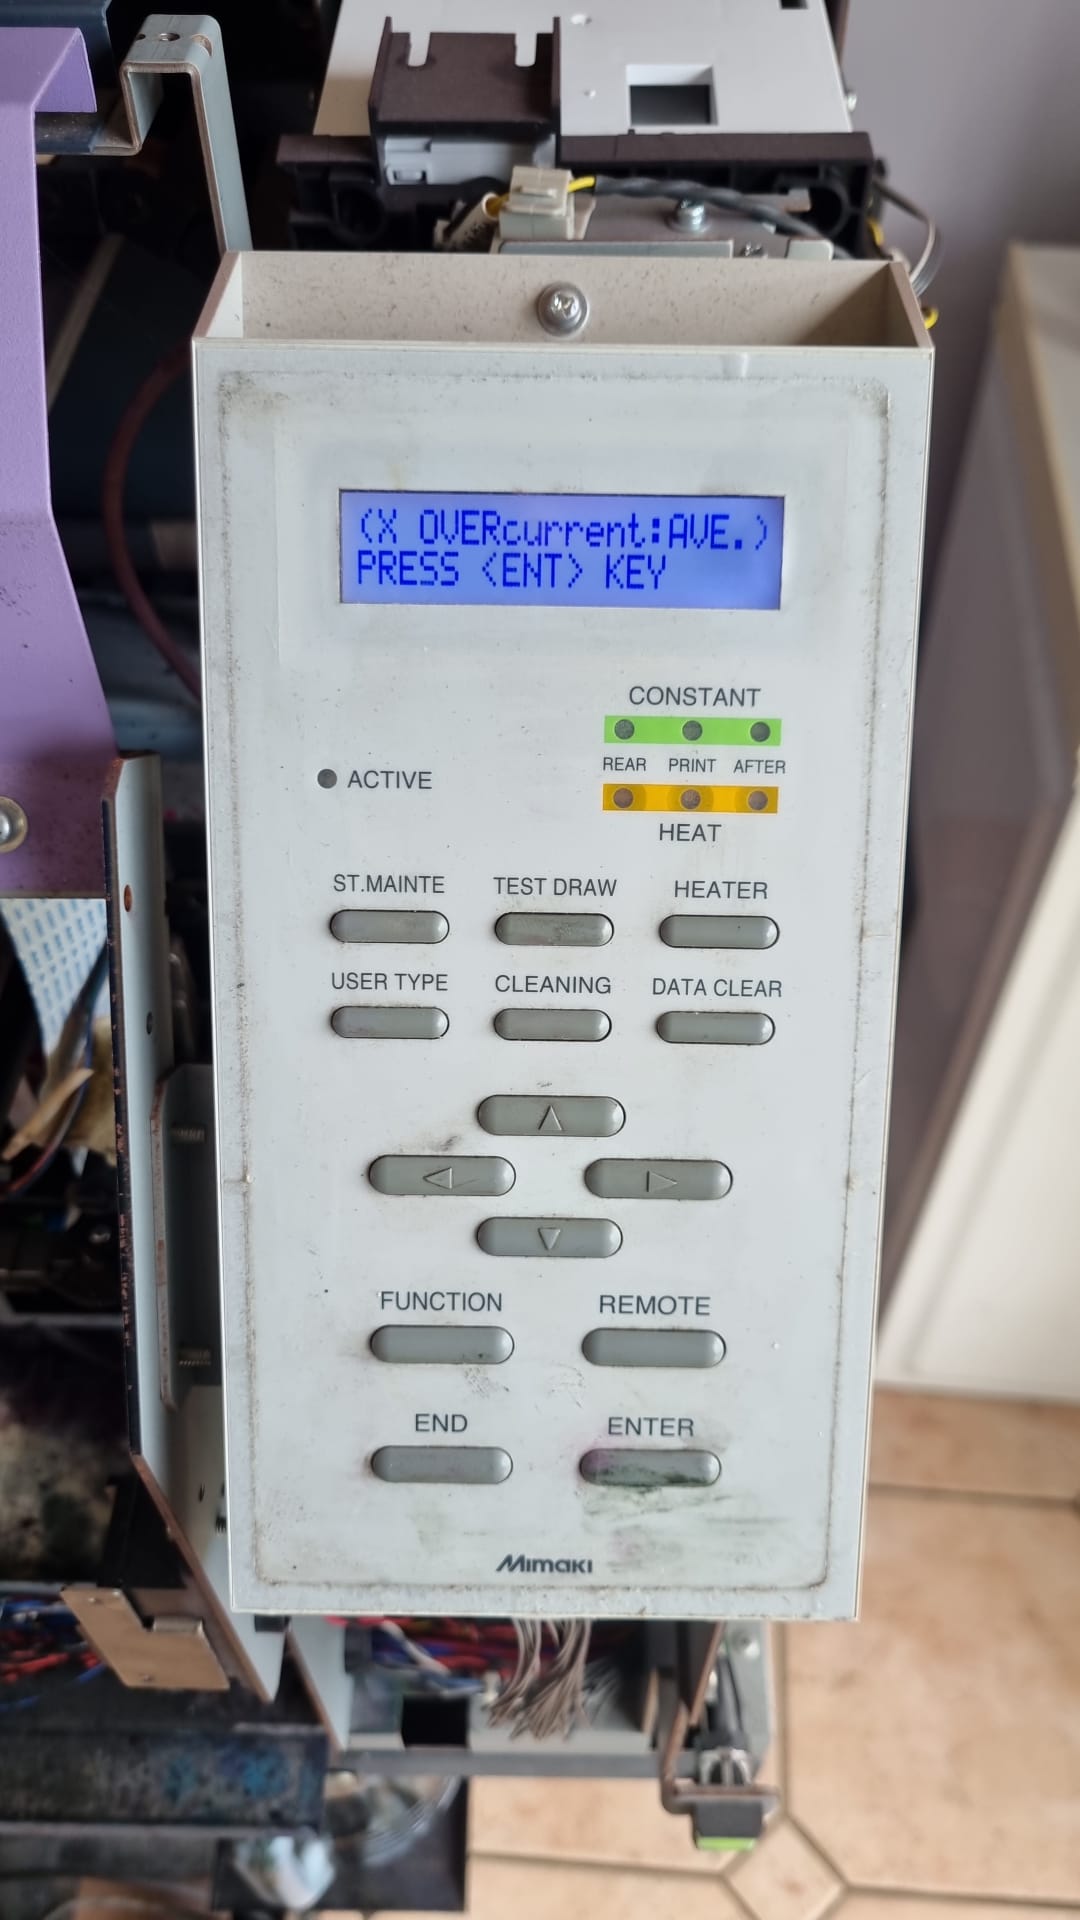 (X OVERcurrent:AVE.)
PRESS <ENT> KEY
CONSTANT
REAR PRINT AFTER
ACTIVE
HEAT
ST.MAINTE TEST DRAW HEATER
USER TYPE CLEANING DATA CLEAR
FUNCTION REMOTE
END ENTER
Mimaki